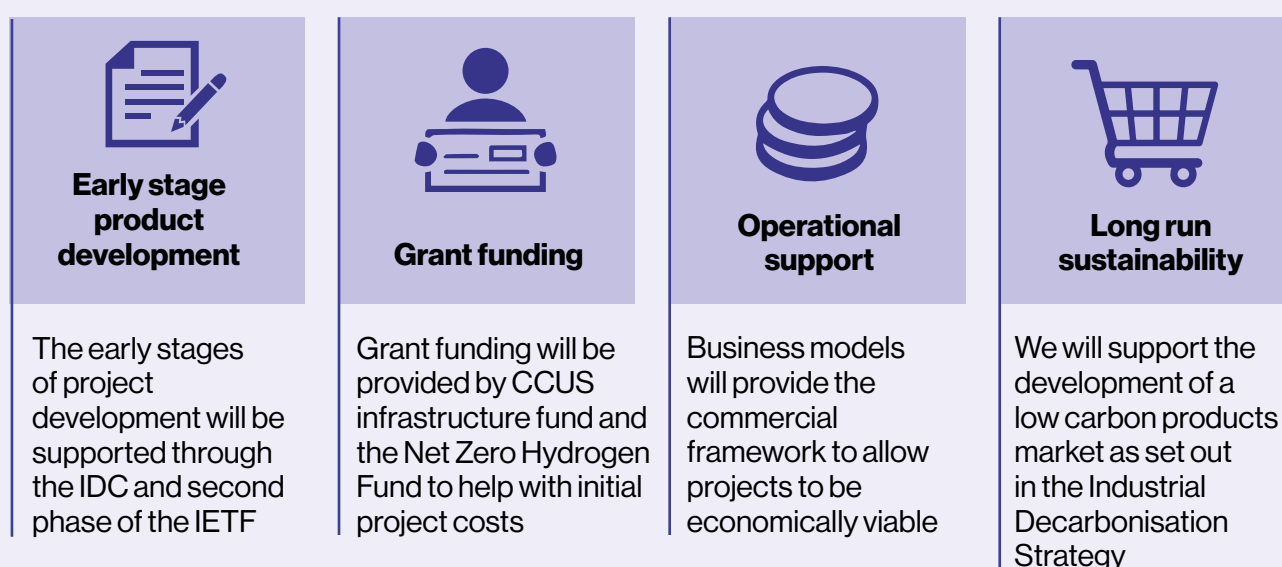 Early stage
product
development
The early stages
of project
development will be
supported through
the IDC and second
phase of the IETF
Grant funding
Grant funding will be
provided by CCUS
infrastructure fund and
the Net Zero Hydrogen
Fund to help with initial
project costs
Operational
support
Business models
will provide the
commercial
framework to allow
projects to be
economically viable
Long run
sustainability
We will support the
development of a
low carbon products
market as set out
in the Industrial
Decarbonisation
Strategy